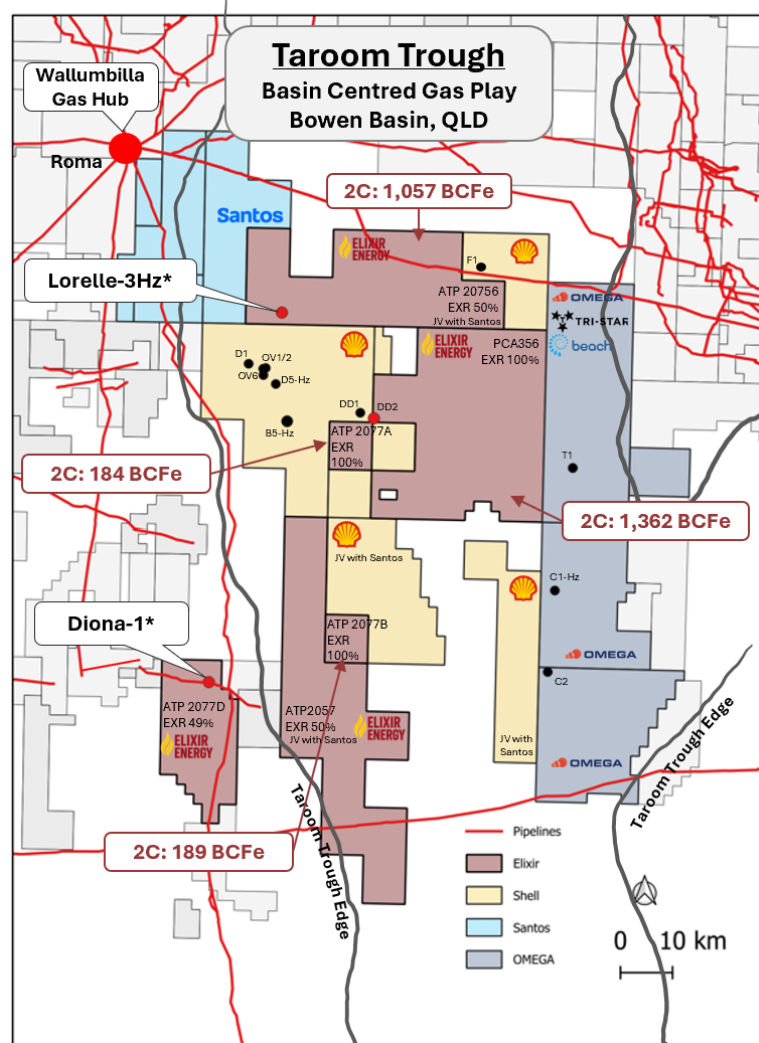 Taroom Trough
Basin Centred Gas Play
Bowen Basin, QLD
Wallumbilla
Gas Hub
Roma
Santos
2C: 1,057 BCFe
ELIXIR
ENERGY
F1
Lorelle-3Hz*
ATP 20756
EXR 50%
JV with Santos
OMEGA
TRI-STAR
beach
ELIXIR
ENERGY
PCA356
EXR 100%
D1
OV1/2
OV6
D5-Hz
B5-Hz
DD1
DD2
ATP 2077A
EXR
100%
T1
2C: 184 BCFe
2C: 1,362 BCFe
JV with Santos
C1-Hz
Diona-1*
ATP 2077B
EXR
100%
OMEGA
C2
ATP 2077D
EXR 49%
ELIXIR
ENERGY
ATP2057
EXR 50%
JV with Santos
ELIXIR
ENERGY
JV with
Santos
OMEGA
Taroom Trough Edge
Taroom Trough Edge
2C: 189 BCFe
Pipelines
Elixir
Shell
Santos
OMEGA
0 10 km